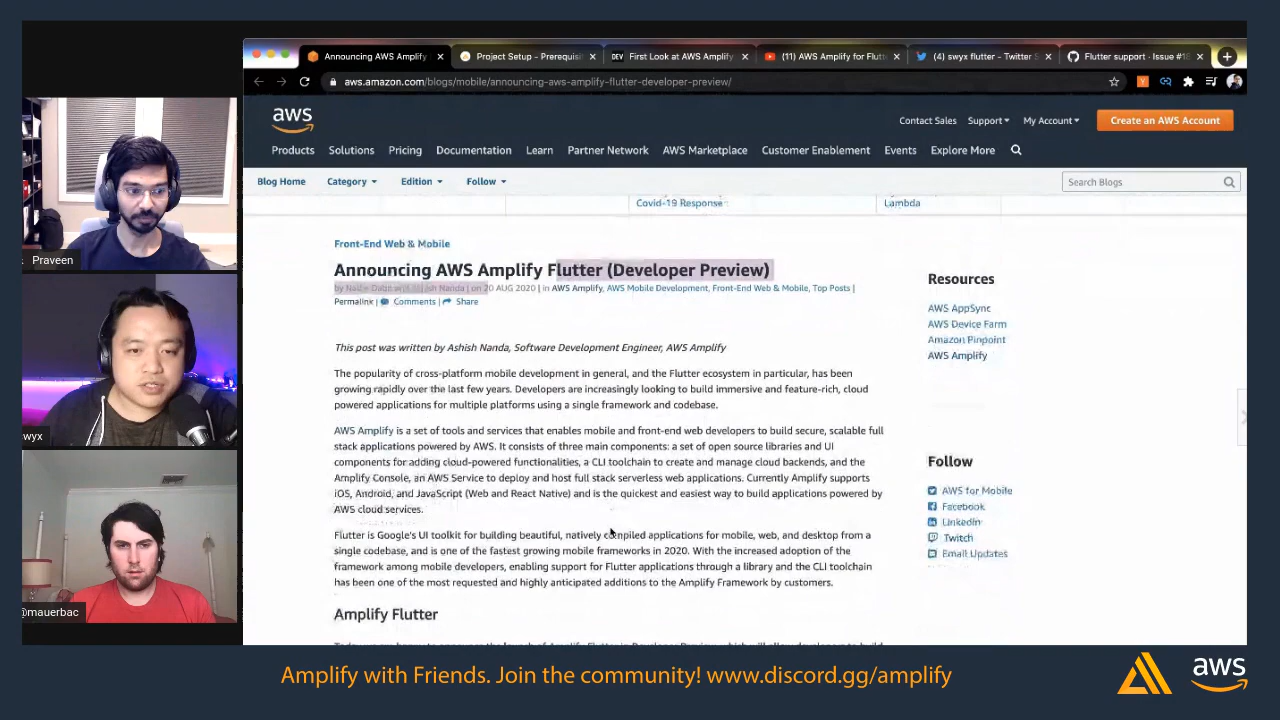 Announcing AWS Amplify
Project Setup - Prerequisi
DEV First Look at AWS Amplify
(11) AWS Amplify for Flutt
(4) swyx flutter - Twitter S
Flutter support · Issue #1
aws.amazon.com/blogs/mobile/announcing-aws-amplify-flutter-developer-preview/
aws
Contact Sales Support My Account Create an AWS Account
Products Solutions Pricing Documentation Learn Partner Network AWS Marketplace Customer Enablement Events Explore More
Blog Home Category Edition Follow Search Blogs
Covid-19 Response Lambda
Front-End Web & Mobile
Announcing AWS Amplify Flutter (Developer Preview)
by Nanda | on 20 AUG 2020 | in AWS Amplify, AWS Mobile Development, Front-End Web & Mobile, Top Posts |
Permalink | Comments | Share
This post was written by Ashish Nanda, Software Development Engineer, AWS Amplify
The popularity of cross-platform mobile development in general, and the Flutter ecosystem in particular, has been
growing rapidly over the last few years. Developers are increasingly looking to build immersive and feature-rich, cloud
powered applications for multiple platforms using a single framework and codebase.
AWS Amplify is a set of tools and services that enables mobile and front-end web developers to build secure, scalable full
stack applications powered by AWS. It consists of three main components: a set of open source libraries and UI
components for adding cloud-powered functionalities, a CLI toolchain to create and manage cloud backends, and the
Amplify Console, an AWS Service to deploy and host full stack serverless web applications. Currently Amplify supports
iOS, Android, and JavaScript (Web and React Native) and is the quickest and easiest way to build applications powered by
AWS cloud services.
Flutter is Google's UI toolkit for building beautiful, natively compiled applications for mobile, web, and desktop from a
single codebase, and is one of the fastest growing mobile frameworks in 2020. With the increased adoption of the
framework among mobile developers, enabling support for Flutter applications through a library and the CLI toolchain
has been one of the most requested and highly anticipated additions to the Amplify Framework by customers.
Amplify Flutter
Resources
AWS AppSync
AWS Device Farm
Amazon Pinpoint
AWS Amplify
Follow
AWS for Mobile
Facebook
LinkedIn
Twitch
Email Updates
Praveen
wyx
@mauerbac
Amplify with Friends. Join the community! www.discord.gg/amplify
aws